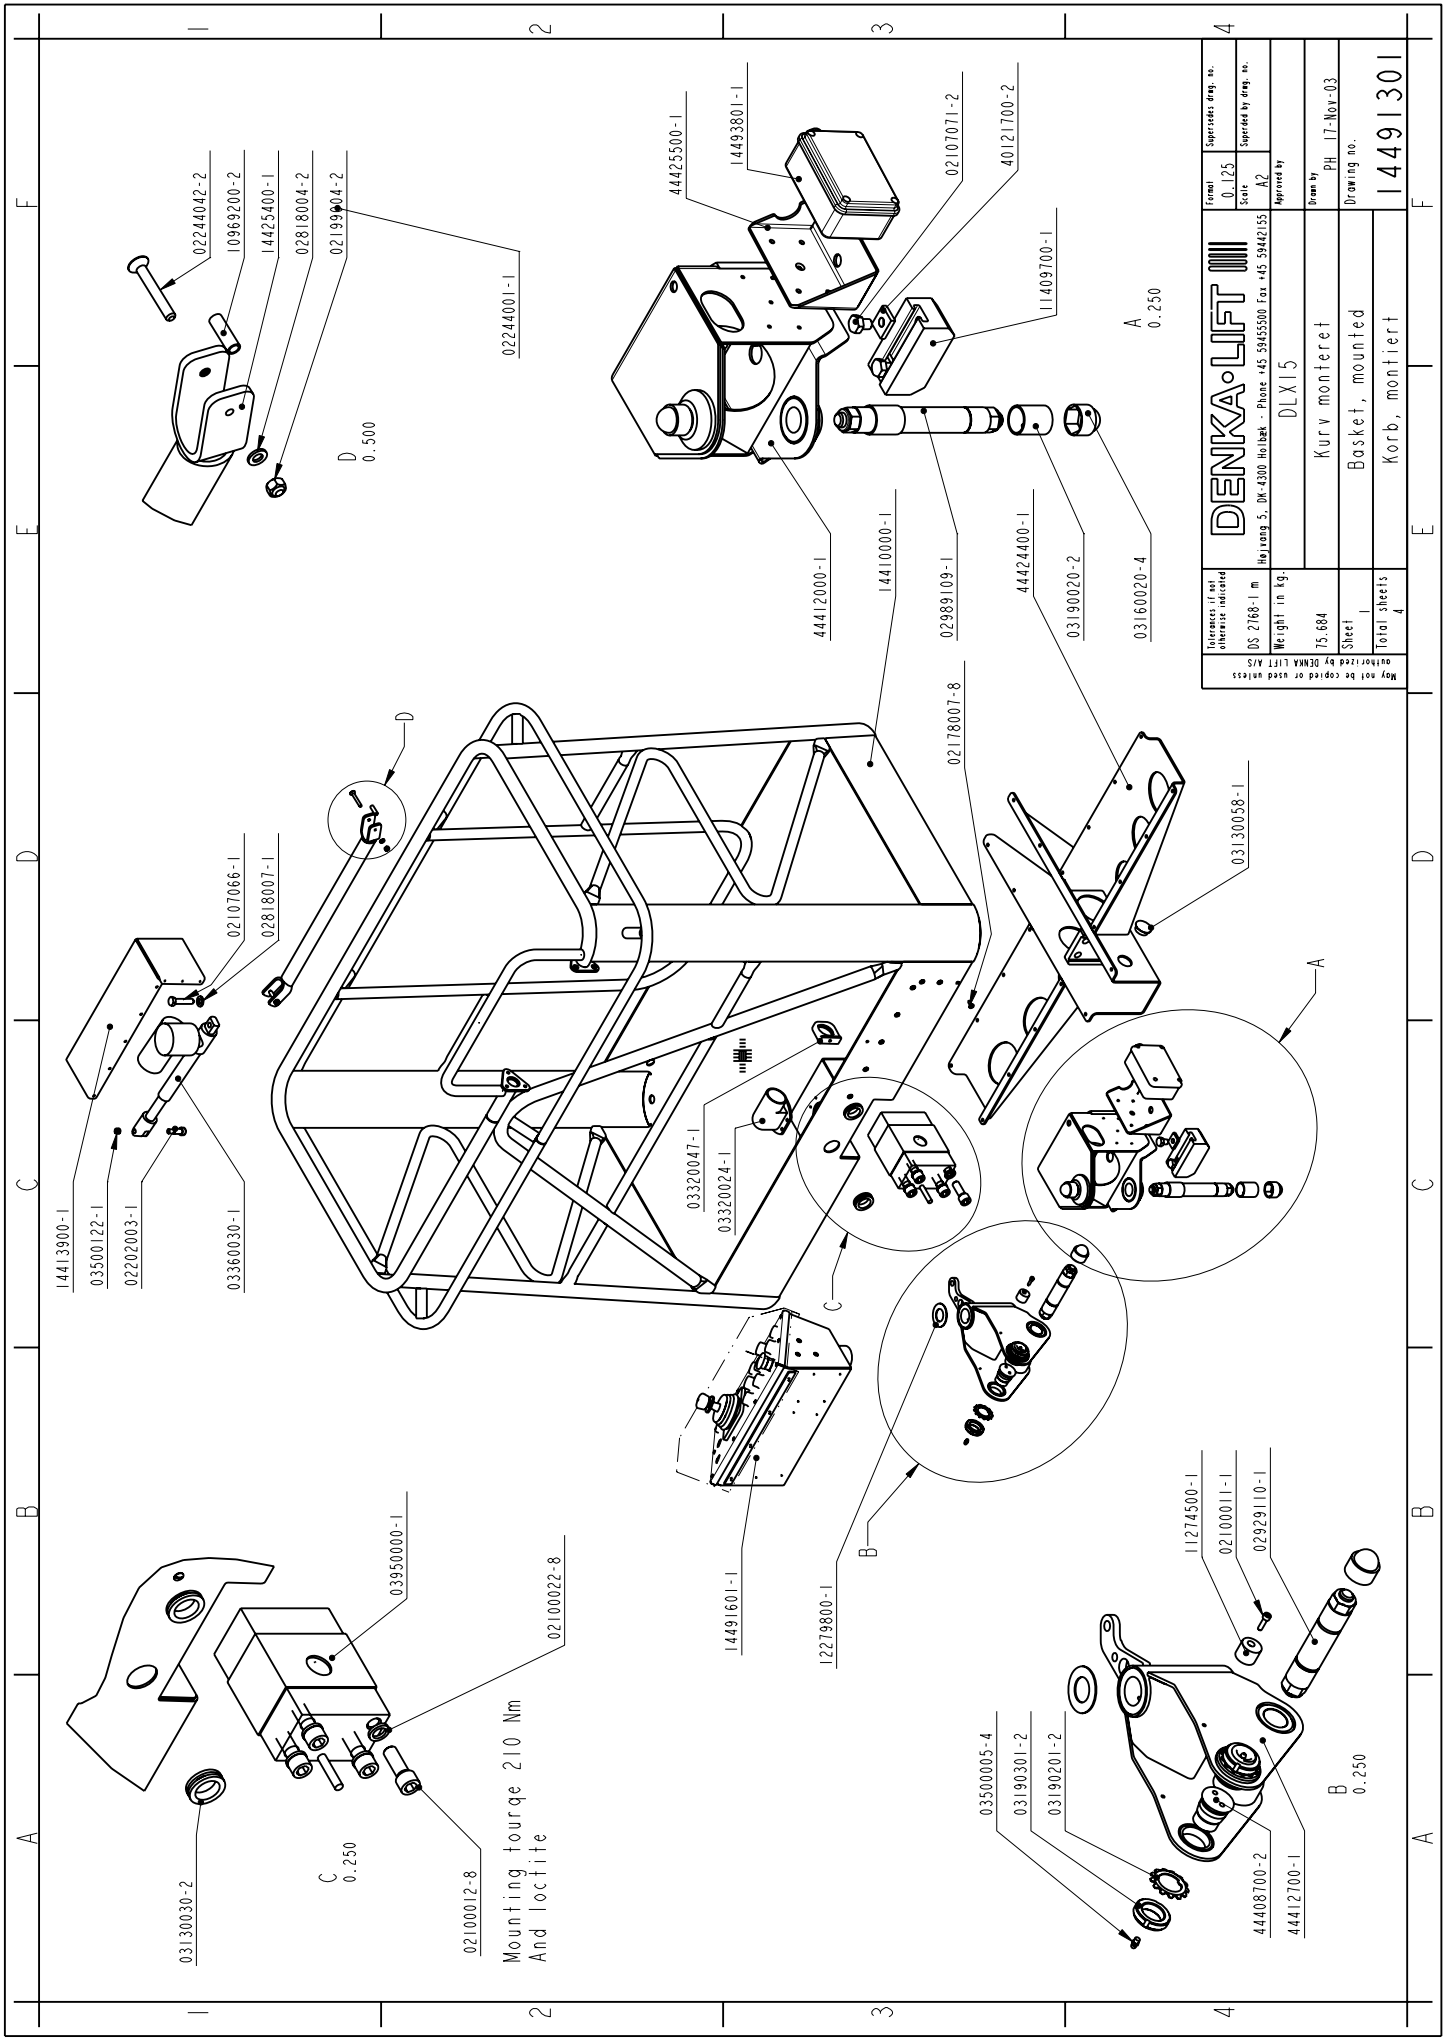 1
2
3
4
F
E
D
C
B
A
02244042-2
10969200-2
14425400-1
02818004-2
02199904-2
02244001-1
D
0.500
44425500-1
14493801-1
02107071-2
40121700-2
11409700-1
A
0.250
44412000-1
14410000-1
02989109-1
44424400-1
03190020-2
03160020-4
02178007-8
03130058-1
D
02107066-1
02818007-1
14413900-1
03500122-1
02202003-1
03360030-1
03320047-1
03320024-1
C
A
B
14491601-1
12279800-1
03950000-1
02100022-8
03130030-2
C
0.250
02100012-8
Mounting tourqe 210 Nm
And loctite
11274500-1
02100011-1
02929110-1
03500005-4
03190301-2
03190201-2
44408700-2
44412700-1
B
0.250
Tolerances if not
otherwise indicated
DS 2768-1 m
Weight in kg.
75.684
Sheet
1
Total sheets
4
May not be copied or used unless
authorized by DENKA LIFT A/S
DENKA•LIFT
Højvang 5, DK-4300 Holbæk - Phone +45 59455500 Fax +45 59442155
DLX15
Kurv monteret
Basket, mounted
Korb, montiert
Format
0.125
Supersedes drwg. no.
Scale
A2
Superded by drwg. no.
Approved by
Drawn by
PH 17-Nov-03
Drawing no.
14491301
1
2
3
4
F
E
D
C
B
A